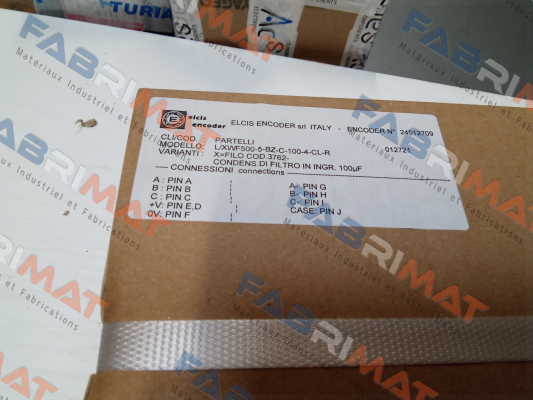 TURIA
YAGEO
elcis
encoder
ELCIS ENCODER srl ITALY - ENCODER N° 24012709
CLI/COD. PARTELLI
MODELLO: L/XWF500-5-BZ-C-100-4-CL-R 012721
VARIANTI : X=FILO COD.3762-
CONDENS.DI FILTRO IN INGR. 100uF
---- CONNESSIONI connections ----
A : PIN A A-: PIN G
B : PIN B B-: PIN H
C : PIN C C-: PIN I
+V: PIN E,D CASE: PIN J
0V: PIN F
FABRIMAT
Materiaux Industriel et Fabrications
FABRIMAT
Materiaux Industriel et Fabrications
FABRIMAT
Materiaux Industriel et Fabrications
FABRIMAT
Materiaux Industriel et Fabrications
FABRIMAT